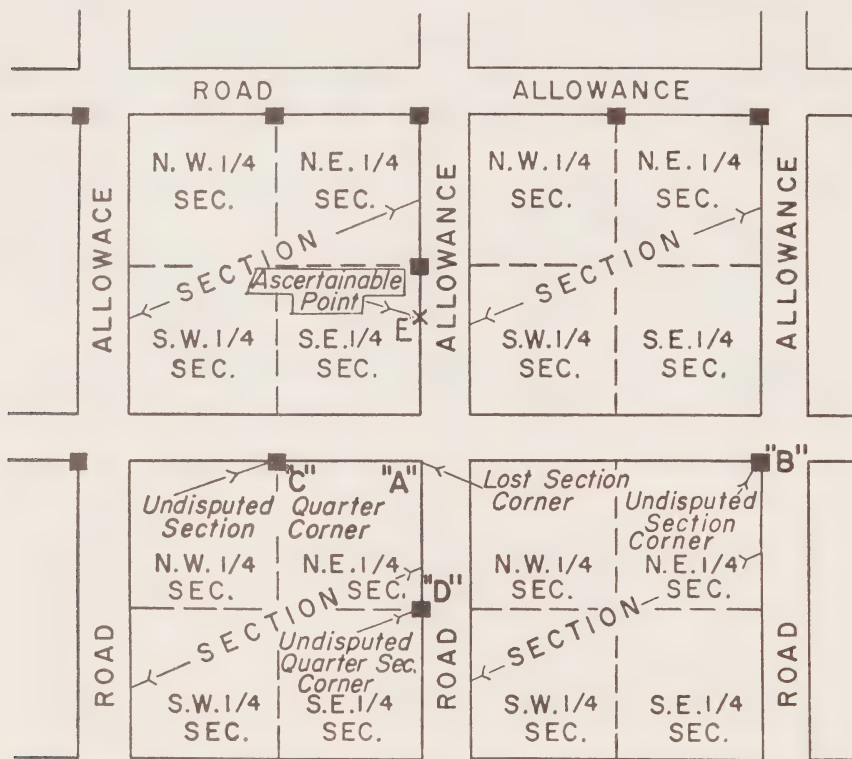 ROAD ALLOWANCE
N.W. 1/4 SEC.
N.E. 1/4 SEC.
N.W. 1/4 SEC.
N.E. 1/4 SEC.
ALLOWACE
SECTION
ALLOWANCE
SECTION
ALLOWANCE
Ascertainable
Point
E
S.W. 1/4 SEC.
S.E. 1/4 SEC.
S.W. 1/4 SEC.
S.E. 1/4 SEC.
"C"
"A"
"B"
Undisputed Quarter
Section Corner
Lost Section
Corner
Undisputed
Section
Corner
N.W. 1/4 SEC.
N.E. 1/4 SEC.
N.W. 1/4 SEC.
N.E. 1/4 SEC.
"D"
ROAD
SECTION
ROAD
SECTION
ROAD
Undisputed
Quarter Sec.
Corner
S.W. 1/4 SEC.
S.E. 1/4 SEC.
S.W. 1/4 SEC.
S.E. 1/4 SEC.